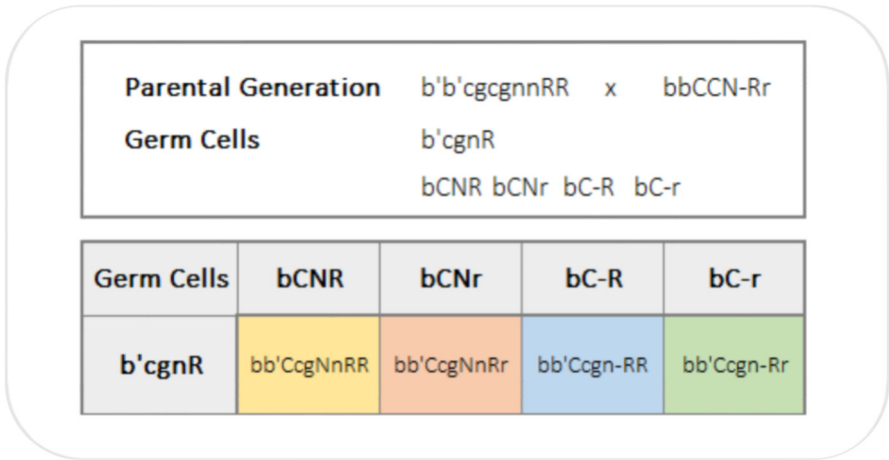 Parental Generation b'b'cgcgnnRR x bbCCN-Rr
Germ Cells b'cgnR
bCNR bCNr bC-R bC-r
Germ Cells bCNR bCNr bC-R bC-r
b'cgnR bb'CcgNnRR bb'CcgNnRr bb'Ccgn-RR bb'Ccgn-Rr